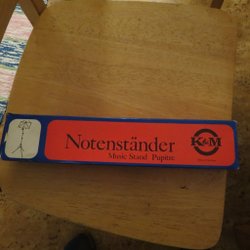 Notenständer
Music Stand Pupitre
K&M